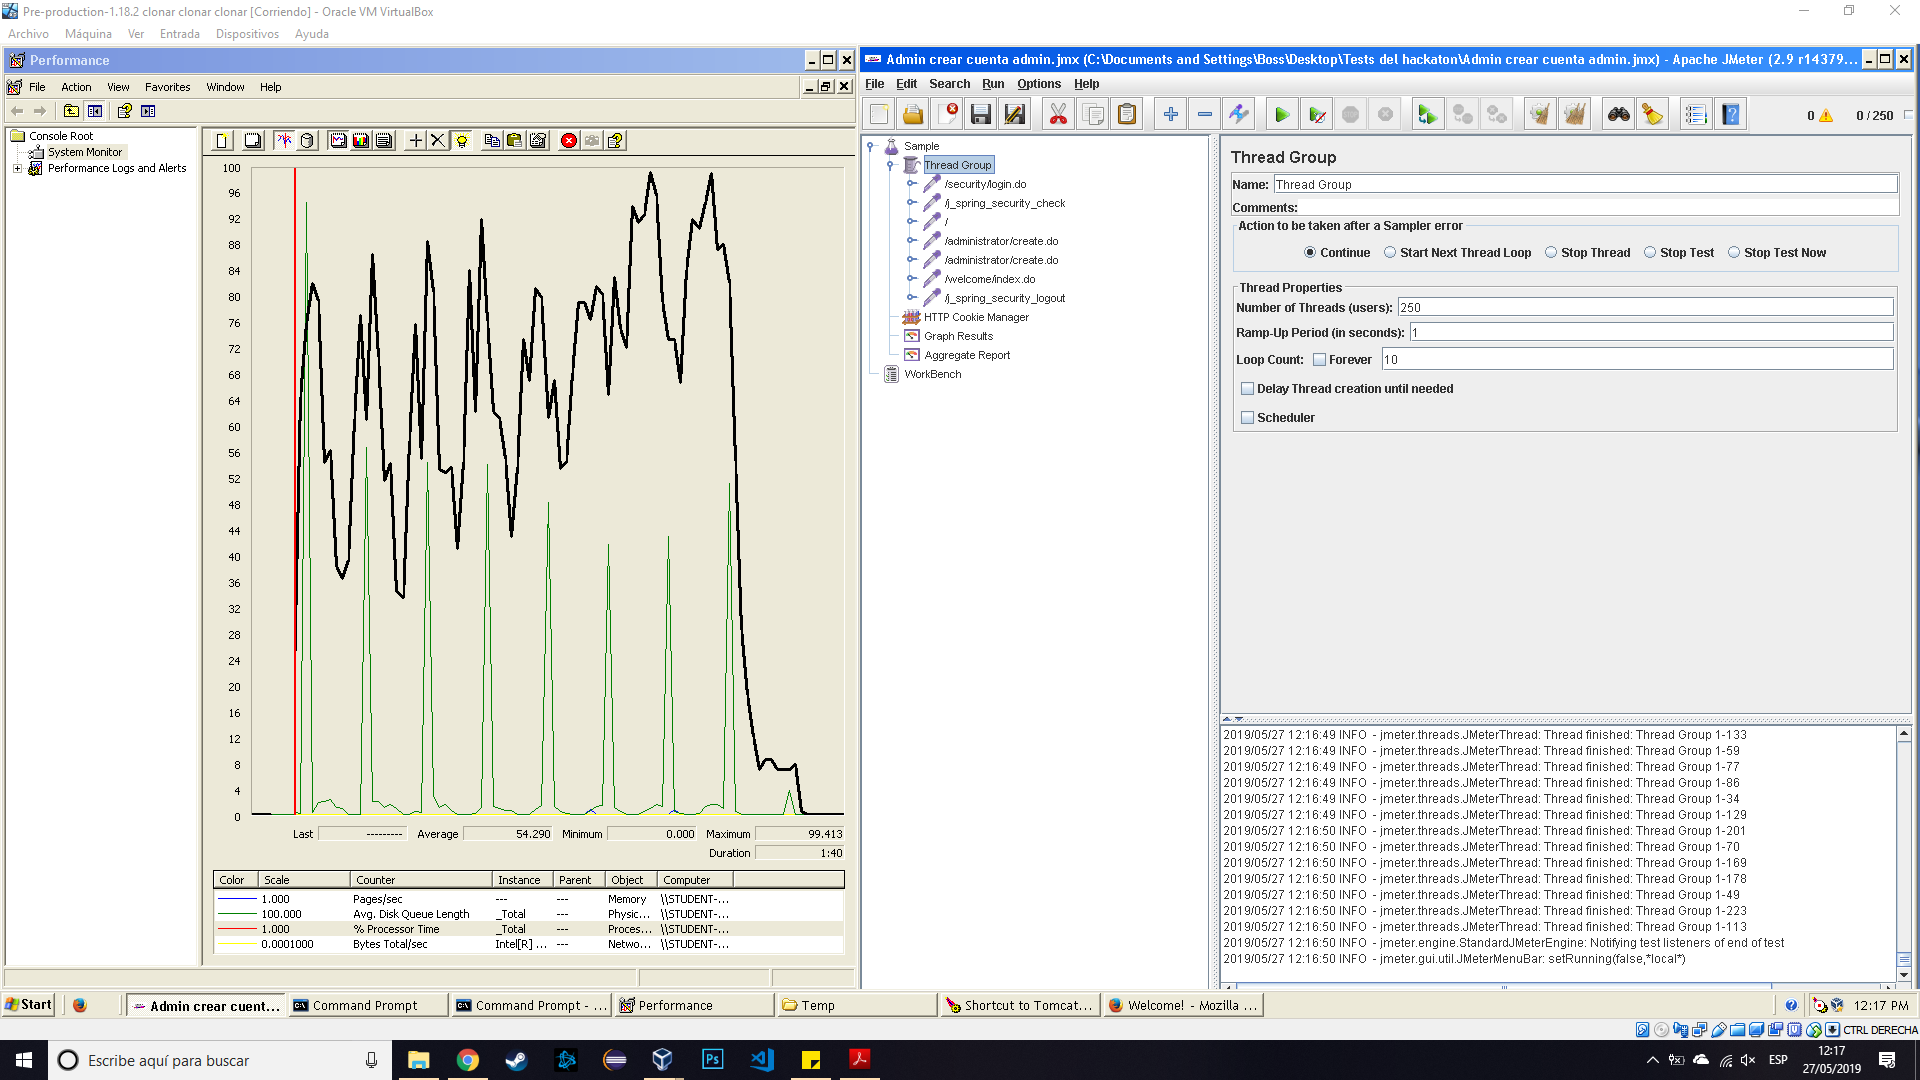 Pre-production-1.18.2 clonar clonar clonar [Corriendo] - Oracle VM VirtualBox
Archivo Máquina Ver Entrada Dispositivos Ayuda
Performance
File Action View Favorites Window Help
Console Root
System Monitor
Performance Logs and Alerts
100
96
92
88
84
80
76
72
68
64
60
56
52
48
44
40
36
32
28
24
20
16
12
8
4
0
Last --------- Average 54.290 Minimum 0.000 Maximum 99.413
Duration 1:40
Color Scale Counter Instance Parent Object Computer
1.000 Pages/sec --- --- Memory \\STUDENT-...
100.000 Avg. Disk Queue Length _Total --- Physic... \\STUDENT-...
1.000 % Processor Time _Total --- Proces... \\STUDENT-...
0.0001000 Bytes Total/sec Intel[R] ... --- Netwo... \\STUDENT-...
Admin crear cuenta admin.jmx (C:\Documents and Settings\Boss\Desktop\Tests del hackaton\Admin crear cuenta admin.jmx) - Apache JMeter (2.9 r14379...
File Edit Search Run Options Help
0 0 / 250
Sample
Thread Group
/security/login.do
/j_spring_security_check
/
/administrator/create.do
/administrator/create.do
/welcome/index.do
/j_spring_security_logout
HTTP Cookie Manager
Graph Results
Aggregate Report
WorkBench
Thread Group
Name: Thread Group
Comments:
Action to be taken after a Sampler error
Continue Start Next Thread Loop Stop Thread Stop Test Stop Test Now
Thread Properties
Number of Threads (users): 250
Ramp-Up Period (in seconds): 1
Loop Count: Forever 10
Delay Thread creation until needed
Scheduler
2019/05/27 12:16:49 INFO - jmeter.threads.JMeterThread: Thread finished: Thread Group 1-133
2019/05/27 12:16:49 INFO - jmeter.threads.JMeterThread: Thread finished: Thread Group 1-59
2019/05/27 12:16:49 INFO - jmeter.threads.JMeterThread: Thread finished: Thread Group 1-77
2019/05/27 12:16:49 INFO - jmeter.threads.JMeterThread: Thread finished: Thread Group 1-86
2019/05/27 12:16:49 INFO - jmeter.threads.JMeterThread: Thread finished: Thread Group 1-34
2019/05/27 12:16:49 INFO - jmeter.threads.JMeterThread: Thread finished: Thread Group 1-129
2019/05/27 12:16:50 INFO - jmeter.threads.JMeterThread: Thread finished: Thread Group 1-201
2019/05/27 12:16:50 INFO - jmeter.threads.JMeterThread: Thread finished: Thread Group 1-70
2019/05/27 12:16:50 INFO - jmeter.threads.JMeterThread: Thread finished: Thread Group 1-169
2019/05/27 12:16:50 INFO - jmeter.threads.JMeterThread: Thread finished: Thread Group 1-178
2019/05/27 12:16:50 INFO - jmeter.threads.JMeterThread: Thread finished: Thread Group 1-49
2019/05/27 12:16:50 INFO - jmeter.threads.JMeterThread: Thread finished: Thread Group 1-223
2019/05/27 12:16:50 INFO - jmeter.threads.JMeterThread: Thread finished: Thread Group 1-113
2019/05/27 12:16:50 INFO - jmeter.engine.StandardJMeterEngine: Notifying test listeners of end of test
2019/05/27 12:16:50 INFO - jmeter.gui.util.JMeterMenuBar: setRunning(false,*local*)
Start Admin crear cuent... Command Prompt Command Prompt - ... Performance Temp Shortcut to Tomcat... Welcome! - Mozilla ... 12:17 PM
CTRL DERECHA
Escribe aquí para buscar
Ps
ESP
12:17
27/05/2019